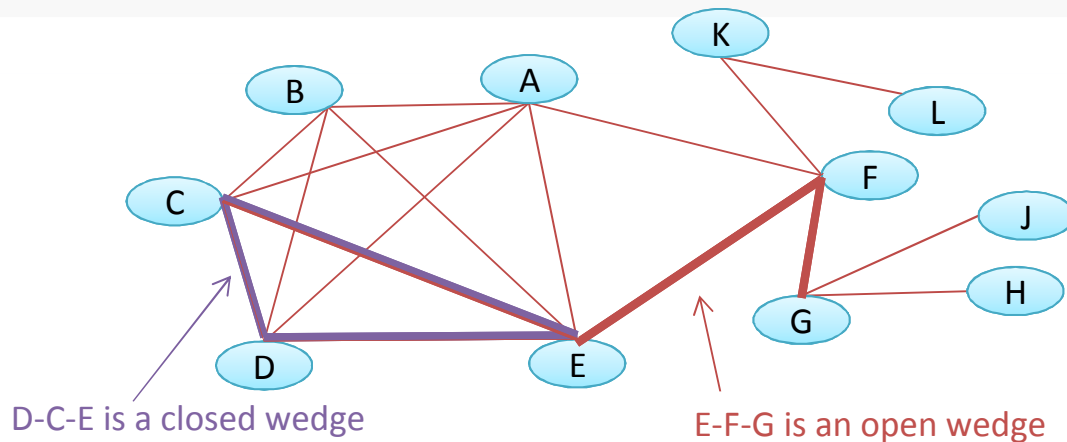 K
A
B
L
F
C
J
H
G
D
E
D-C-E is a closed wedge
E-F-G is an open wedge